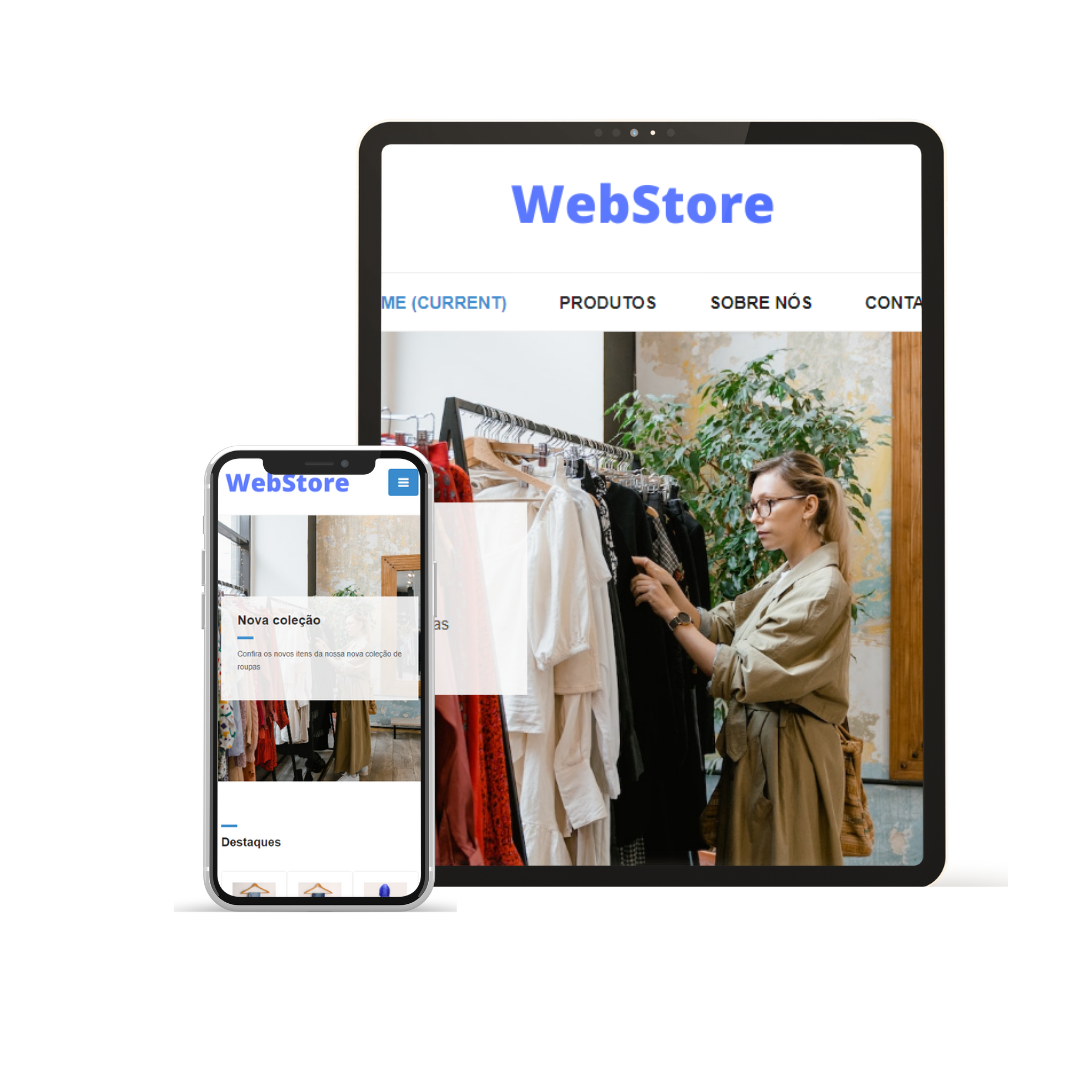 WebStore
ME (CURRENT) PRODUTOS SOBRE NÓS CONTA
as
WebStore
Nova coleção
Confira os novos itens da nossa nova coleção de
roupas
Destaques